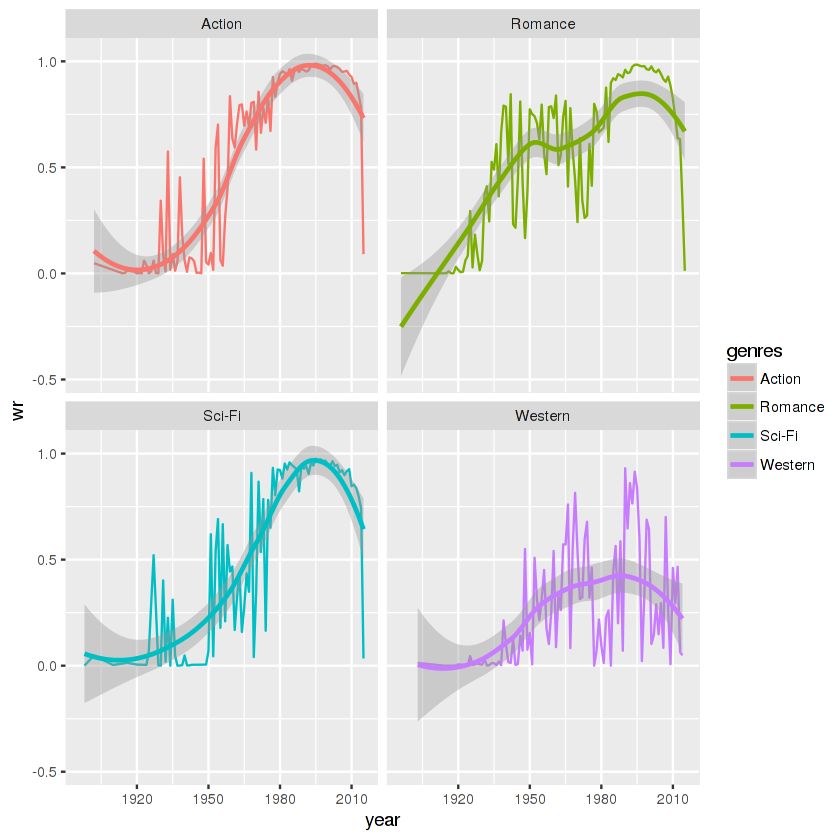 Action Romance
1.0
0.5
0.0
-0.5
Sci-Fi Western
1.0
0.5
0.0
-0.5
wr
1920 1950 1980 2010 1920 1950 1980 2010
year
genres
Action
Romance
Sci-Fi
Western